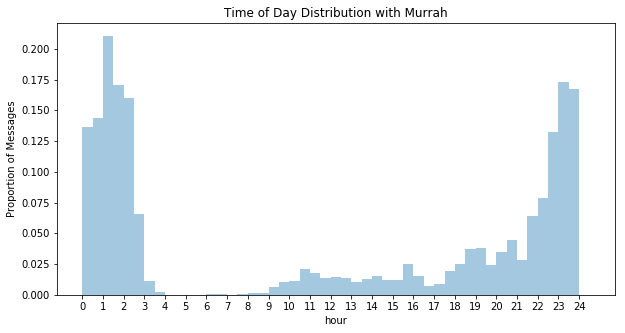 Time of Day Distribution with Murrah
Proportion of Messages
0.200
0.175
0.150
0.125
0.100
0.075
0.050
0.025
0.000
0 1 2 3 4 5 6 7 8 9 10 11 12 13 14 15 16 17 18 19 20 21 22 23 24
hour